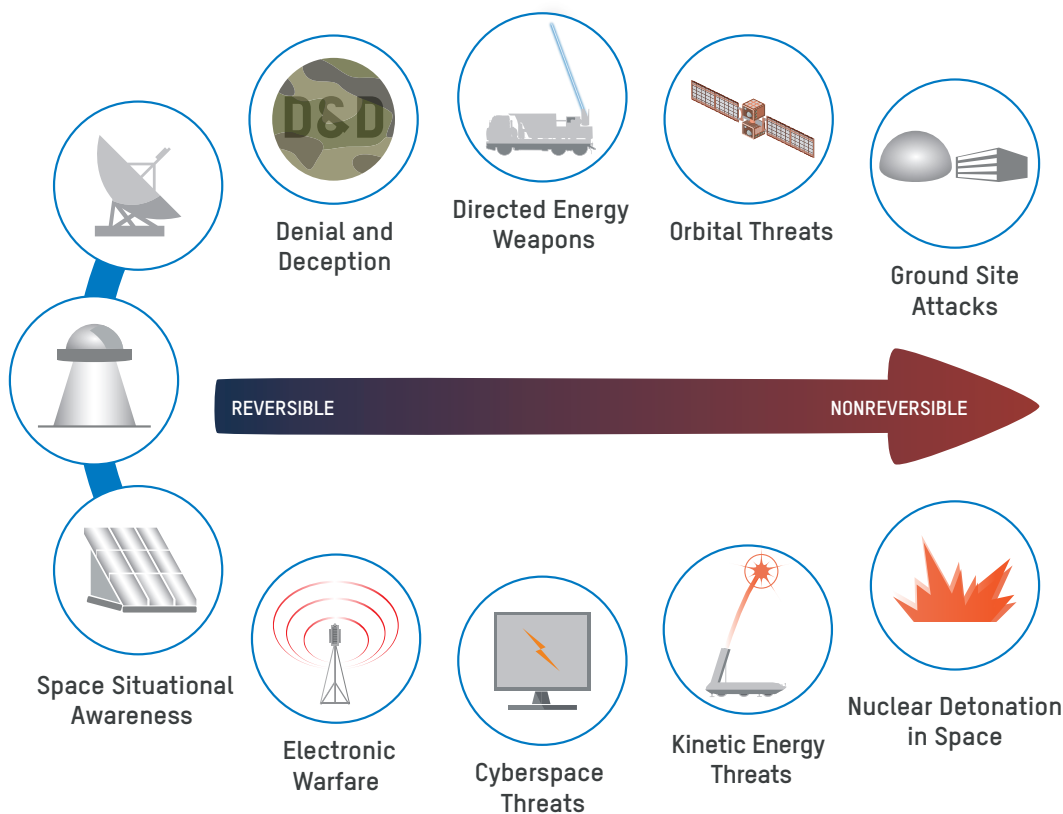 D&D
Denial and
Deception
Directed Energy
Weapons
Orbital Threats
Ground Site
Attacks
REVERSIBLE
NONREVERSIBLE
Space Situational
Awareness
Electronic
Warfare
Cyberspace
Threats
Kinetic Energy
Threats
Nuclear Detonation
in Space